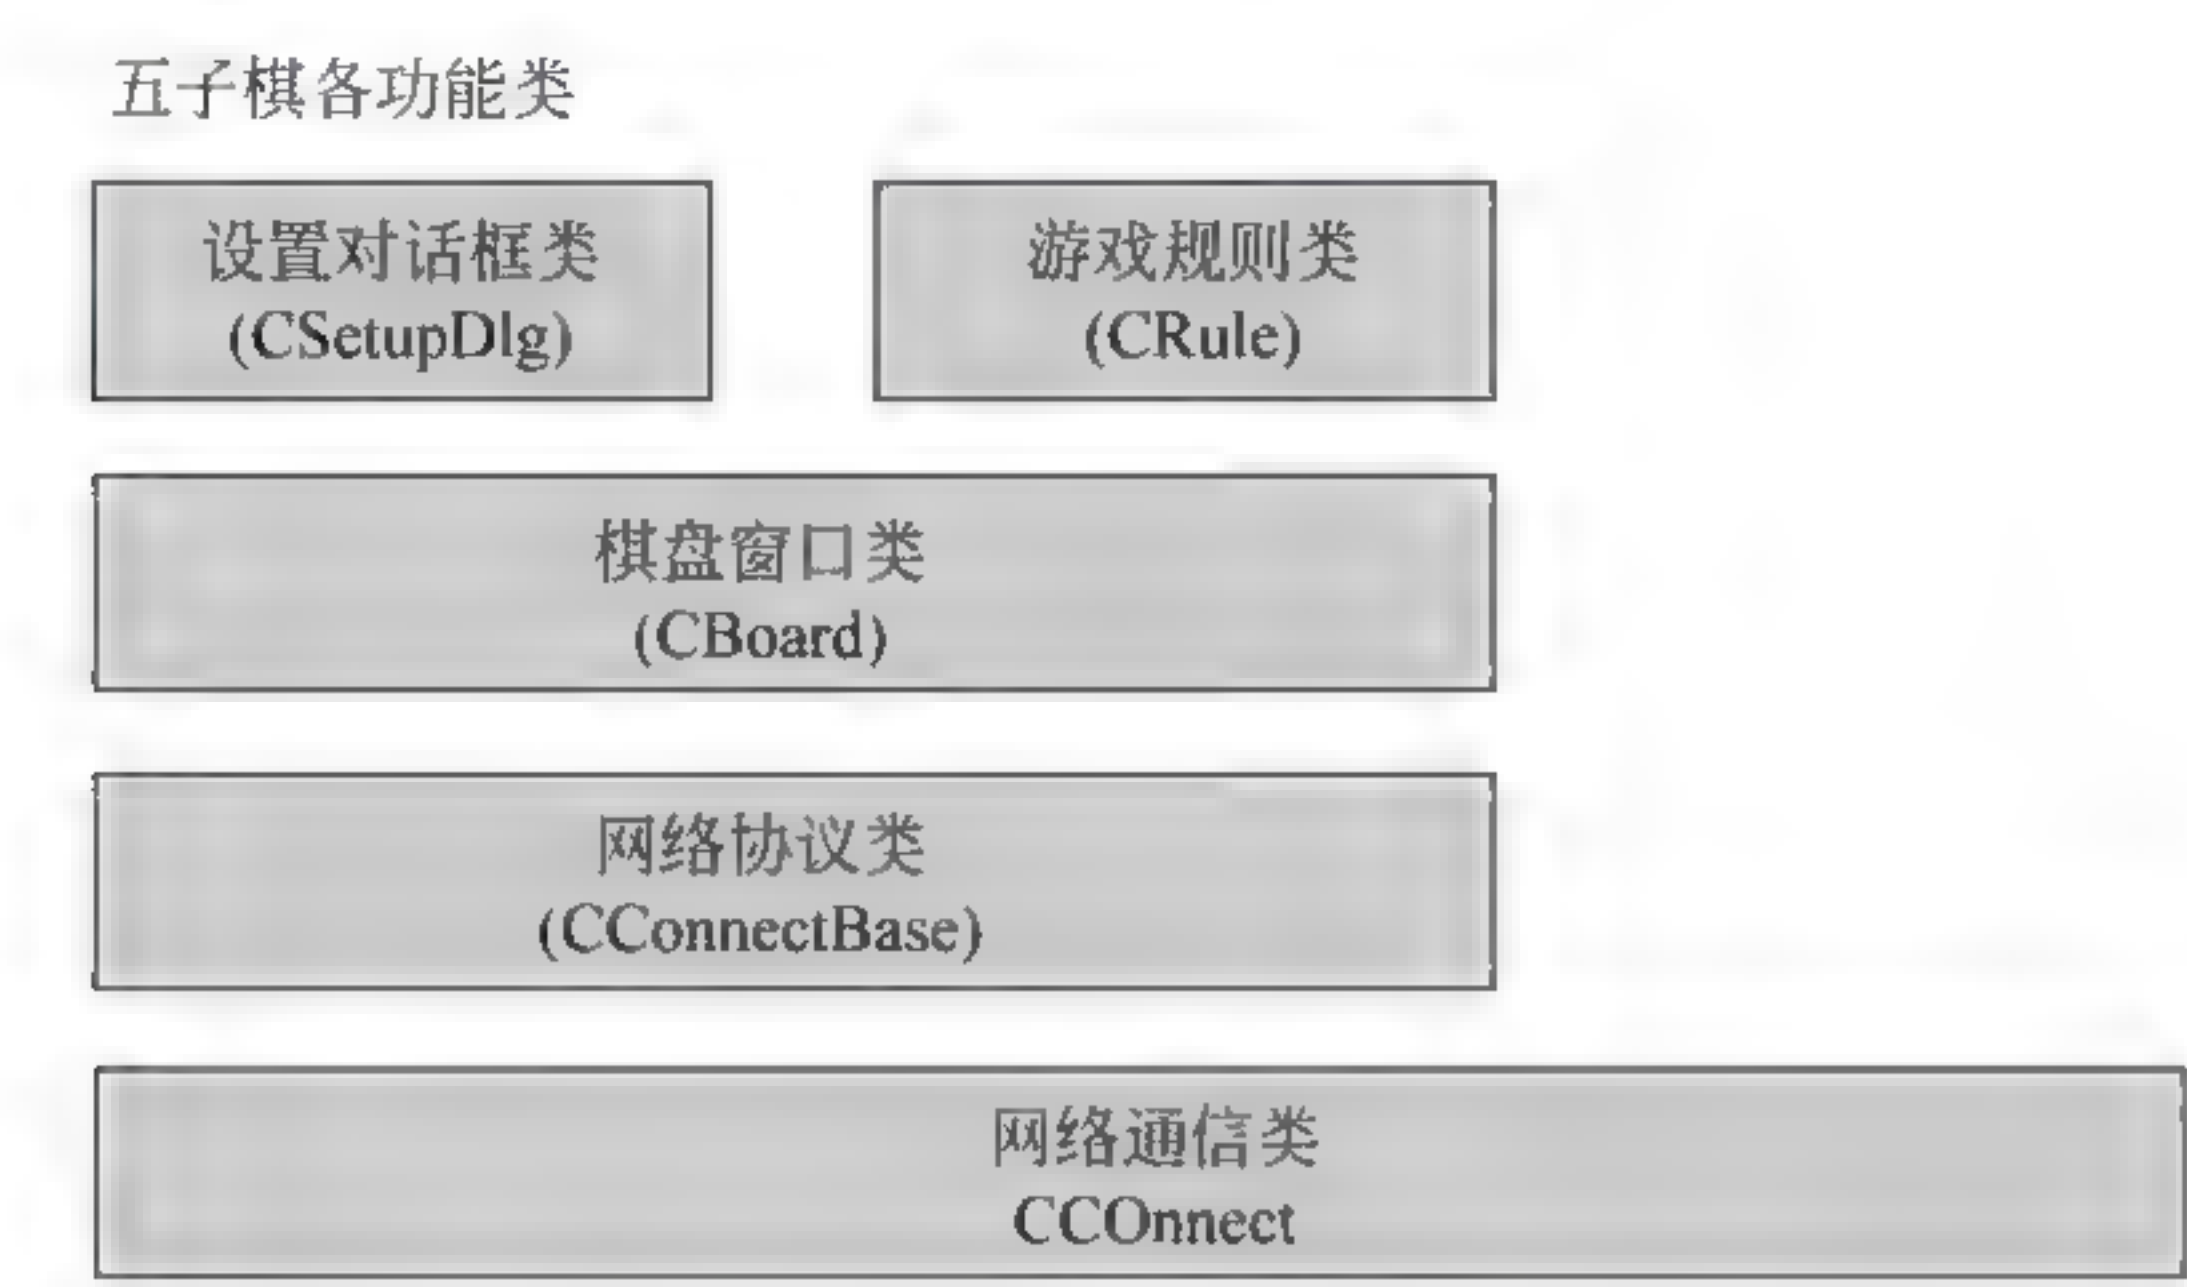 五子棋各功能类
设置对话框类
(CSetupDlg)
游戏规则类
(CRule)
棋盘窗口类
(CBoard)
网络协议类
(CConnectBase)
网络通信类
CCOnnect